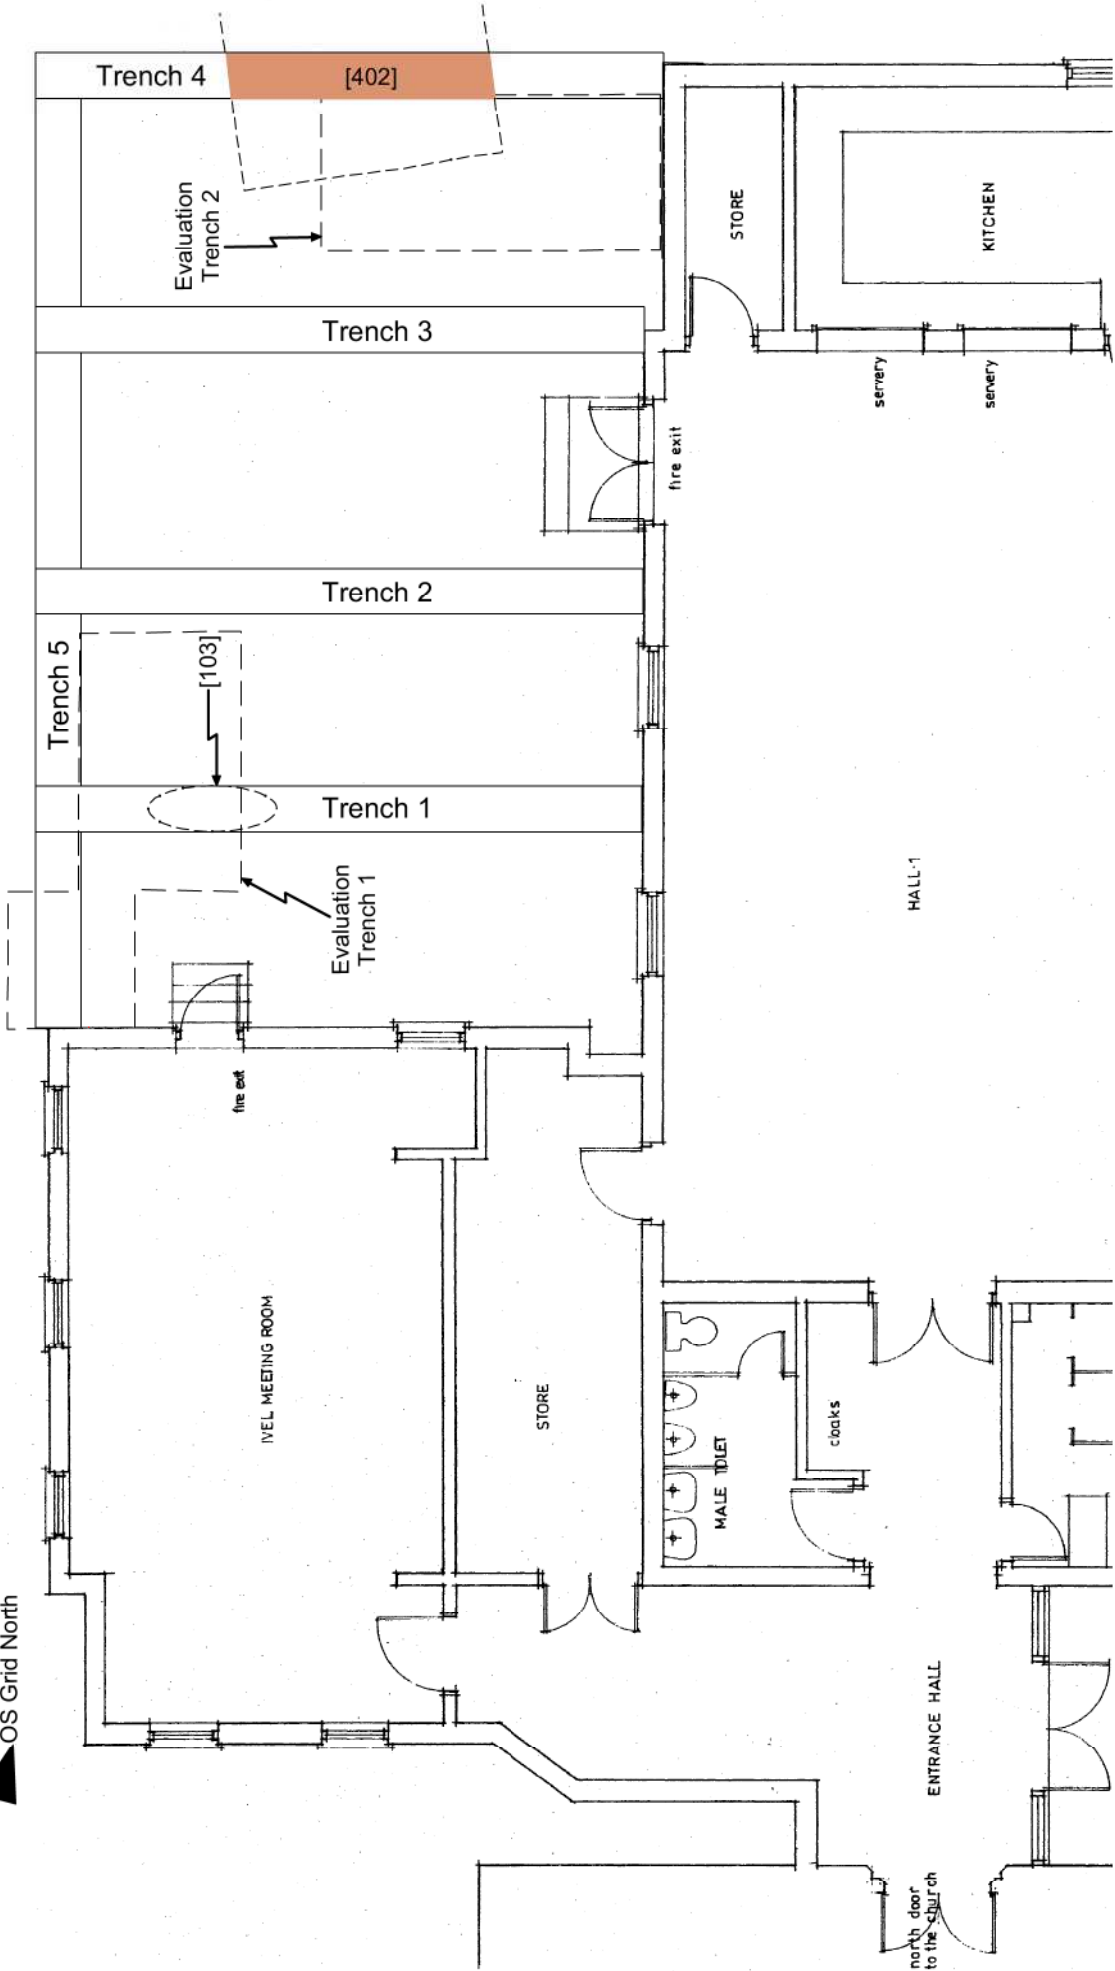 Trench 4
[402]
Evaluation
Trench 2
STORE
KITCHEN
Trench 3
servery
servery
fire exit
Trench 2
Trench 5
[103]
Trench 1
Evaluation
Trench 1
HALL·1
fire exit
IVEL MEETING ROOM
STORE
MALE TOILET
cloaks
OS Grid North
ENTRANCE HALL
north door
to the church